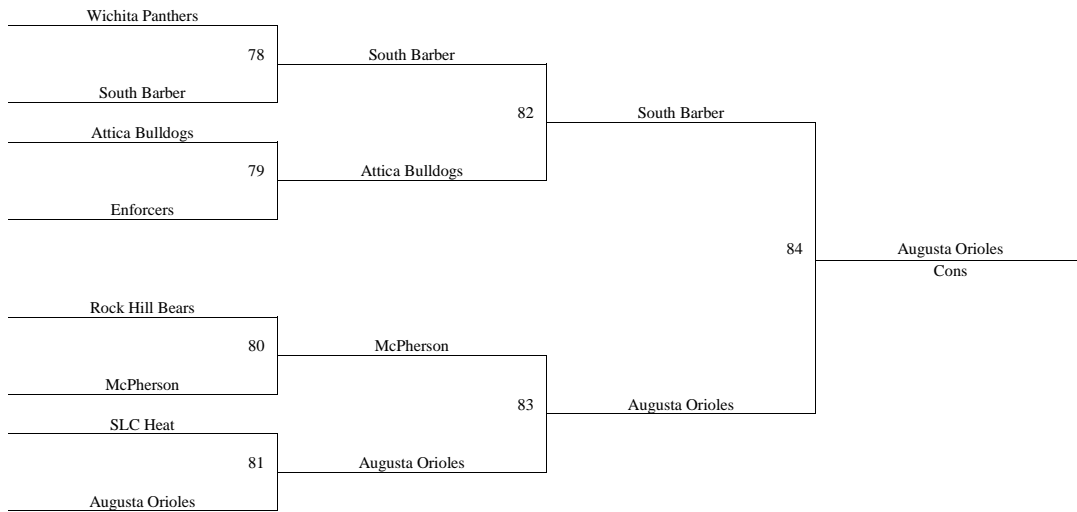 Wichita Panthers
78
South Barber
South Barber
82
South Barber
Attica Bulldogs
79
Attica Bulldogs
Enforcers
84
Augusta Orioles
Cons
Rock Hill Bears
80
McPherson
McPherson
83
Augusta Orioles
SLC Heat
81
Augusta Orioles
Augusta Orioles